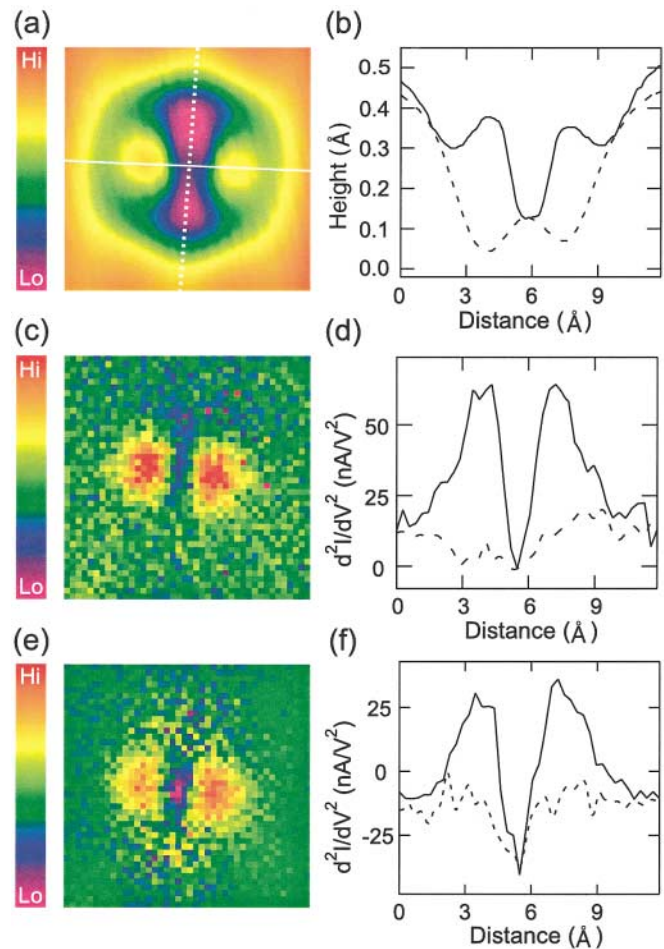 (a)
Hi
Lo
(b)
0.5
0.4
0.3
0.2
0.1
0.0
Height (Å)
0 3 6 9
Distance (Å)
(c)
Hi
Lo
(d)
50
25
0
d²I/dV² (nA/V²)
0 3 6 9
Distance (Å)
(e)
Hi
Lo
(f)
25
0
-25
d²I/dV² (nA/V²)
0 3 6 9
Distance (Å)